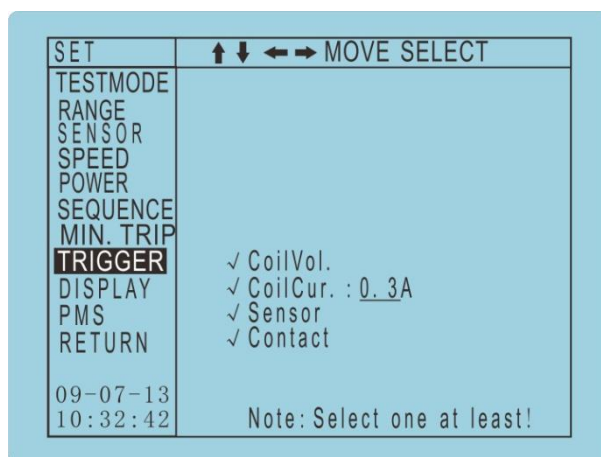 SET ↑ ↓ ← → MOVE SELECT
TESTMODE
RANGE
SENSOR
SPEED
POWER
SEQUENCE
MIN. TRIP
TRIGGER √ CoilVol.
DISPLAY √ CoilCur. : 0. 3A
PMS √ Sensor
RETURN √ Contact
09-07-13
10:32:42 Note: Select one at least!